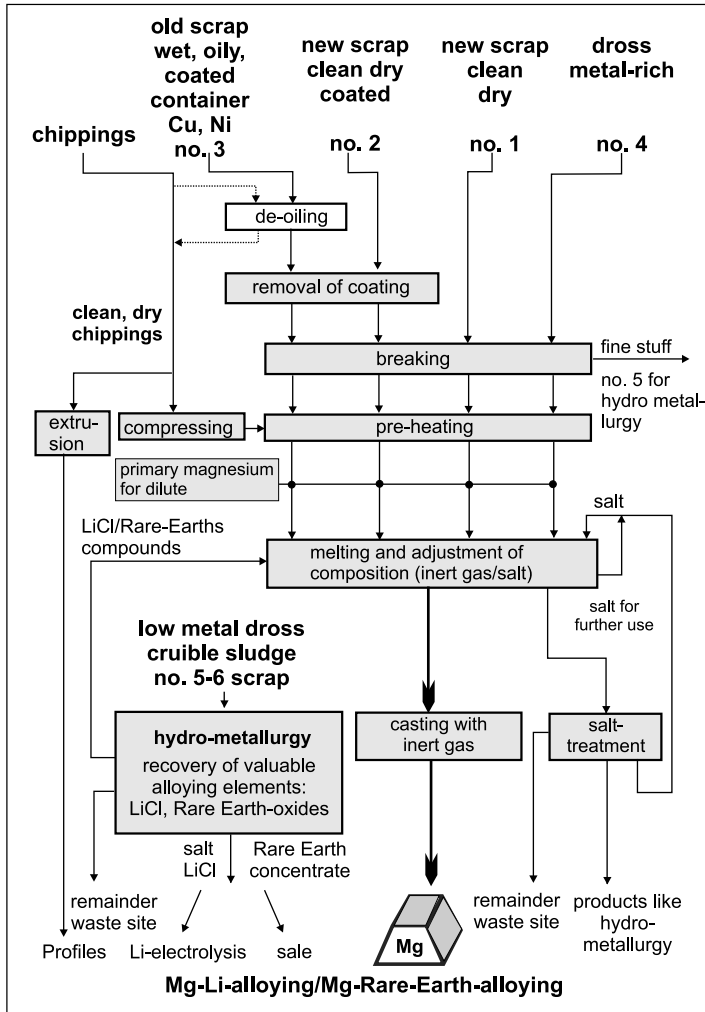 old scrap
wet, oily,
coated
container
Cu, Ni
no. 3
new scrap
clean dry
coated
no. 2
new scrap
clean
dry
no. 1
dross
metal-rich
no. 4
chippings
de-oiling
removal of coating
clean, dry
chippings
breaking
fine stuff
no. 5 for
hydro metal-
lurgy
extru-
sion
compressing
pre-heating
primary magnesium
for dilute
salt
LiCl/Rare-Earths
compounds
melting and adjustment of
composition (inert gas/salt)
salt for
further use
low metal dross
cruible sludge
no. 5-6 scrap
hydro-metallurgy
recovery of valuable
alloying elements:
LiCl, Rare Earth-oxides
casting with
inert gas
salt-
treatment
salt
LiCl
Rare Earth
concentrate
remainder
waste site
Profiles
Li-electrolysis
sale
Mg
remainder
waste site
products like
hydro-
metallurgy
Mg-Li-alloying/Mg-Rare-Earth-alloying